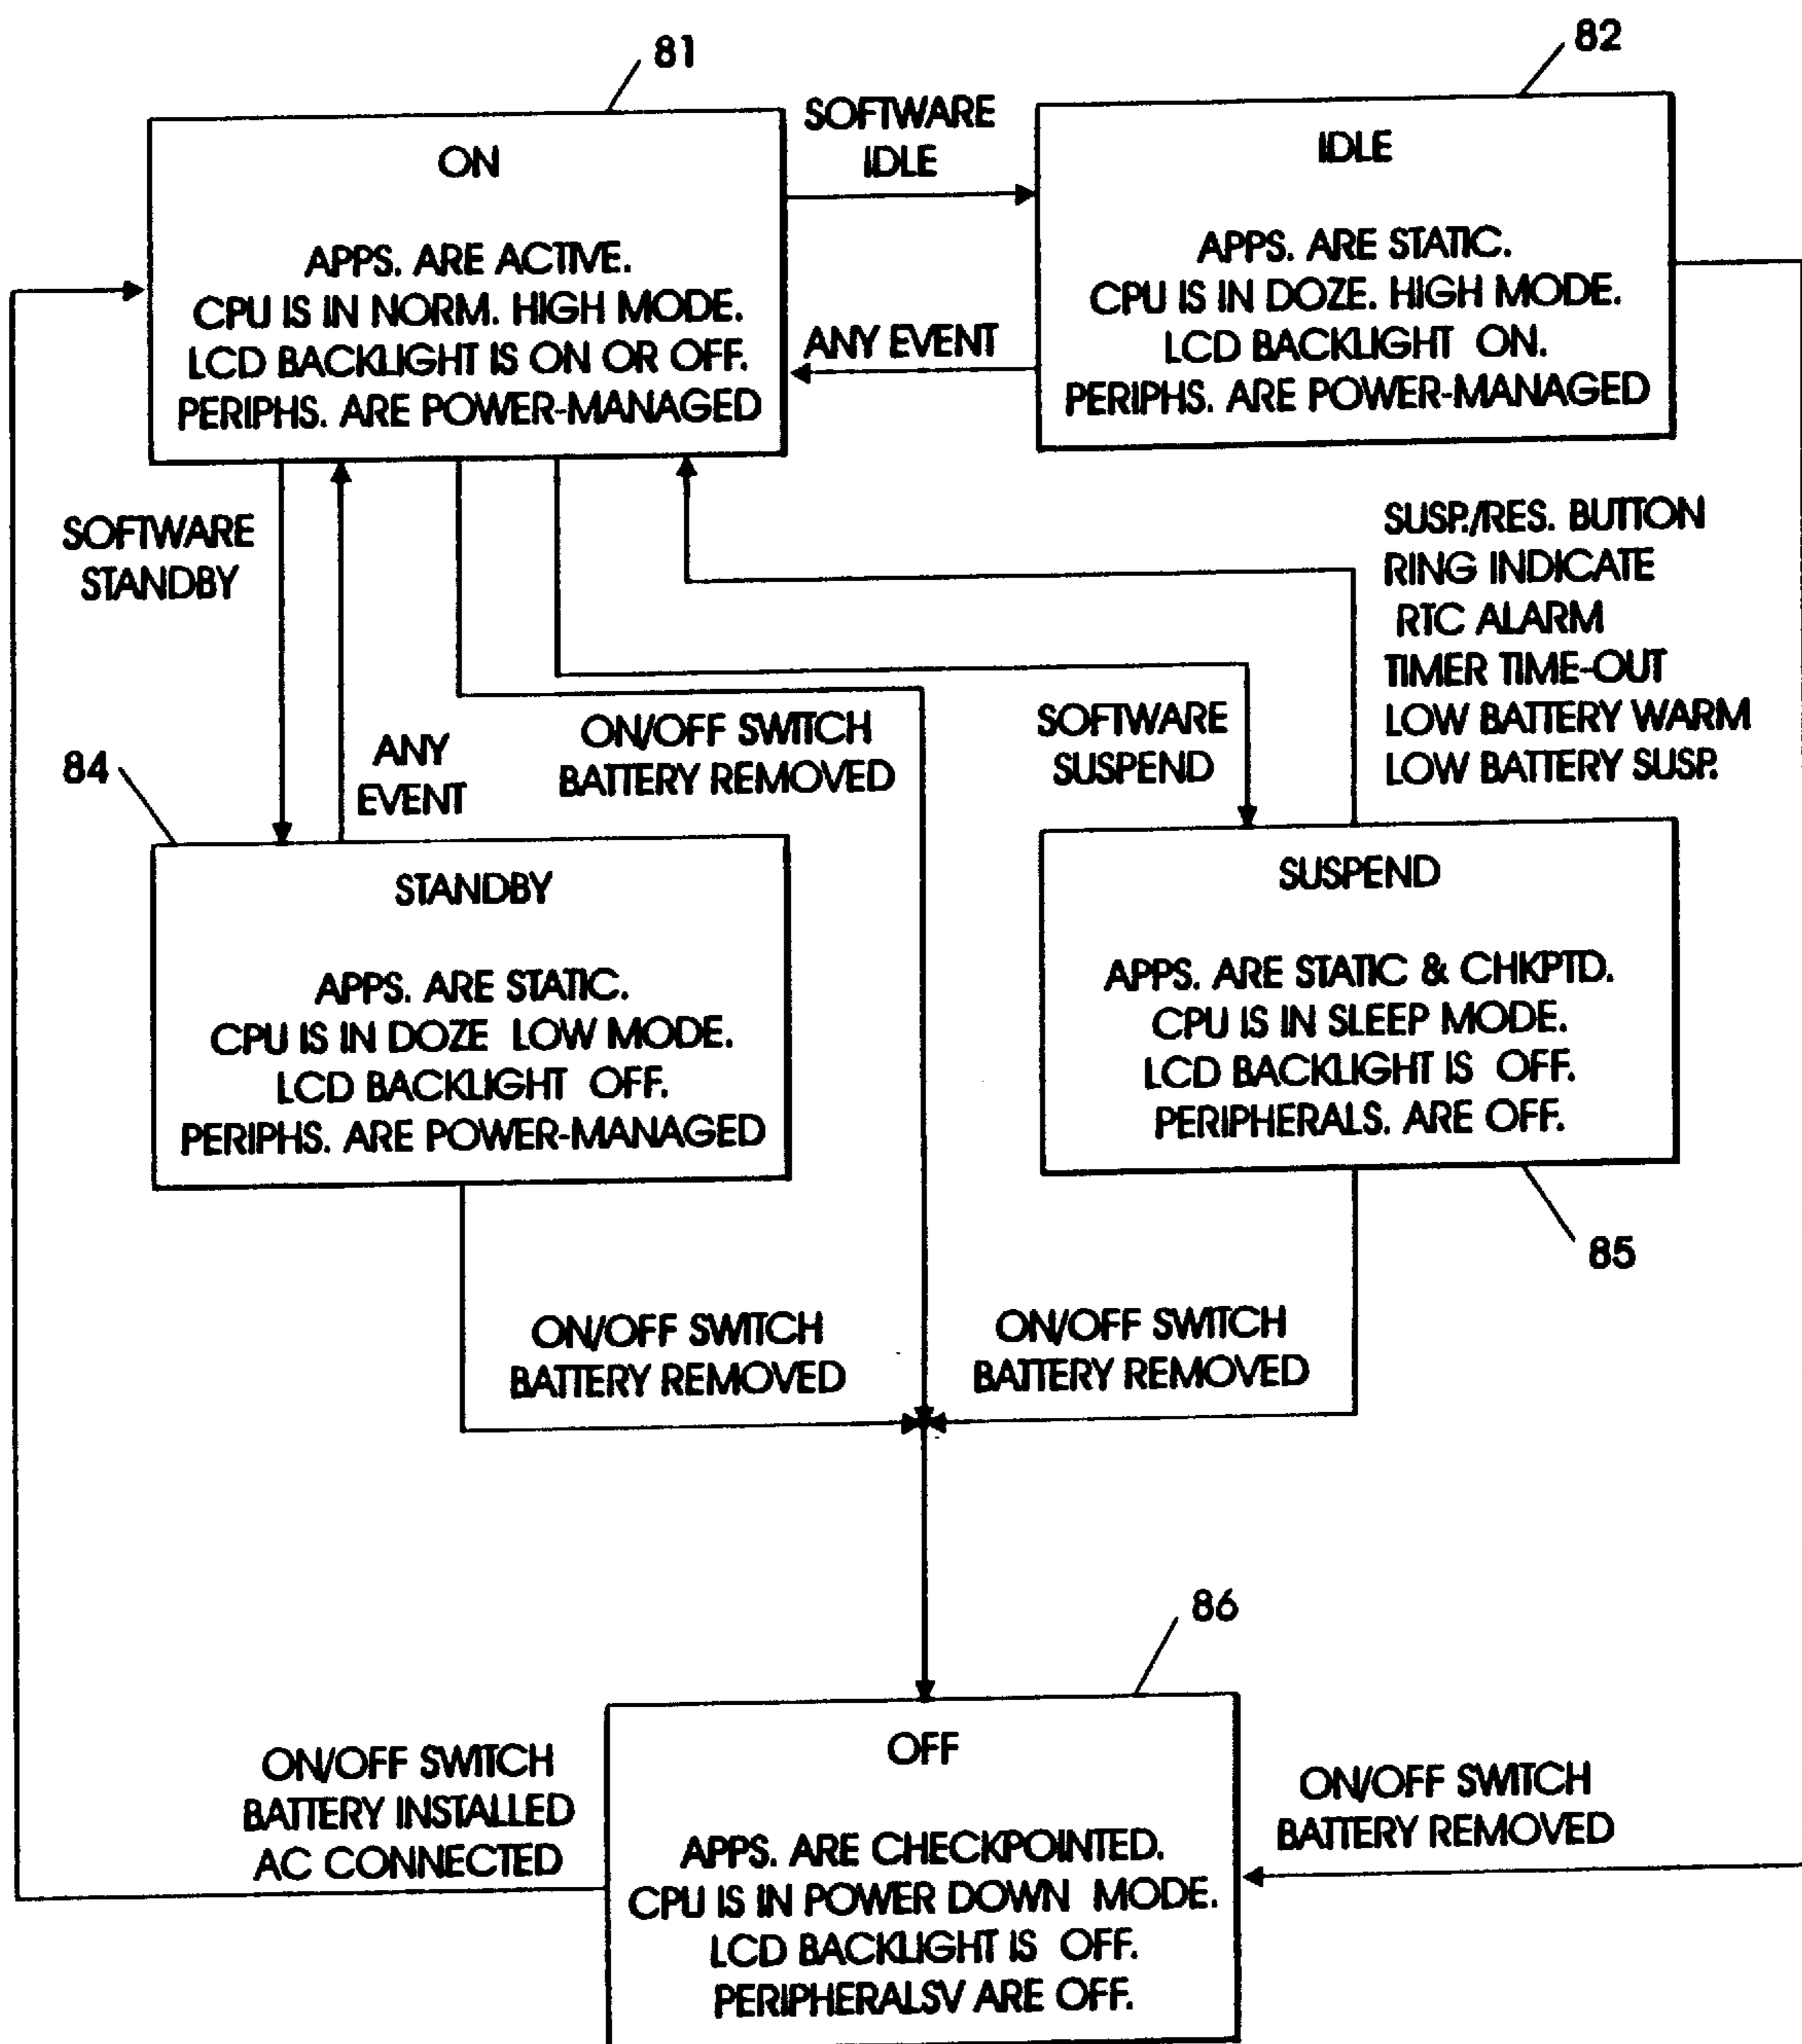 81
82
ON
APPS. ARE ACTIVE.
CPU IS IN NORM. HIGH MODE.
LCD BACKLIGHT IS ON OR OFF.
PERIPHS. ARE POWER-MANAGED
SOFTWARE
IDLE
ANY EVENT
IDLE
APPS. ARE STATIC.
CPU IS IN DOZE. HIGH MODE.
LCD BACKLIGHT ON.
PERIPHS. ARE POWER-MANAGED
SOFTWARE
STANDBY
ANY
EVENT
ON/OFF SWITCH
BATTERY REMOVED
SOFTWARE
SUSPEND
SUSP./RES. BUTTON
RING INDICATE
RTC ALARM
TIMER TIME-OUT
LOW BATTERY WARM
LOW BATTERY SUSP.
84
STANDBY
APPS. ARE STATIC.
CPU IS IN DOZE LOW MODE.
LCD BACKLIGHT OFF.
PERIPHS. ARE POWER-MANAGED
SUSPEND
APPS. ARE STATIC & CHKPTD.
CPU IS IN SLEEP MODE.
LCD BACKLIGHT IS OFF.
PERIPHERALS. ARE OFF.
85
ON/OFF SWITCH
BATTERY REMOVED
ON/OFF SWITCH
BATTERY REMOVED
86
ON/OFF SWITCH
BATTERY INSTALLED
AC CONNECTED
OFF
APPS. ARE CHECKPOINTED.
CPU IS IN POWER DOWN MODE.
LCD BACKLIGHT IS OFF.
PERIPHERALSV ARE OFF.
ON/OFF SWITCH
BATTERY REMOVED